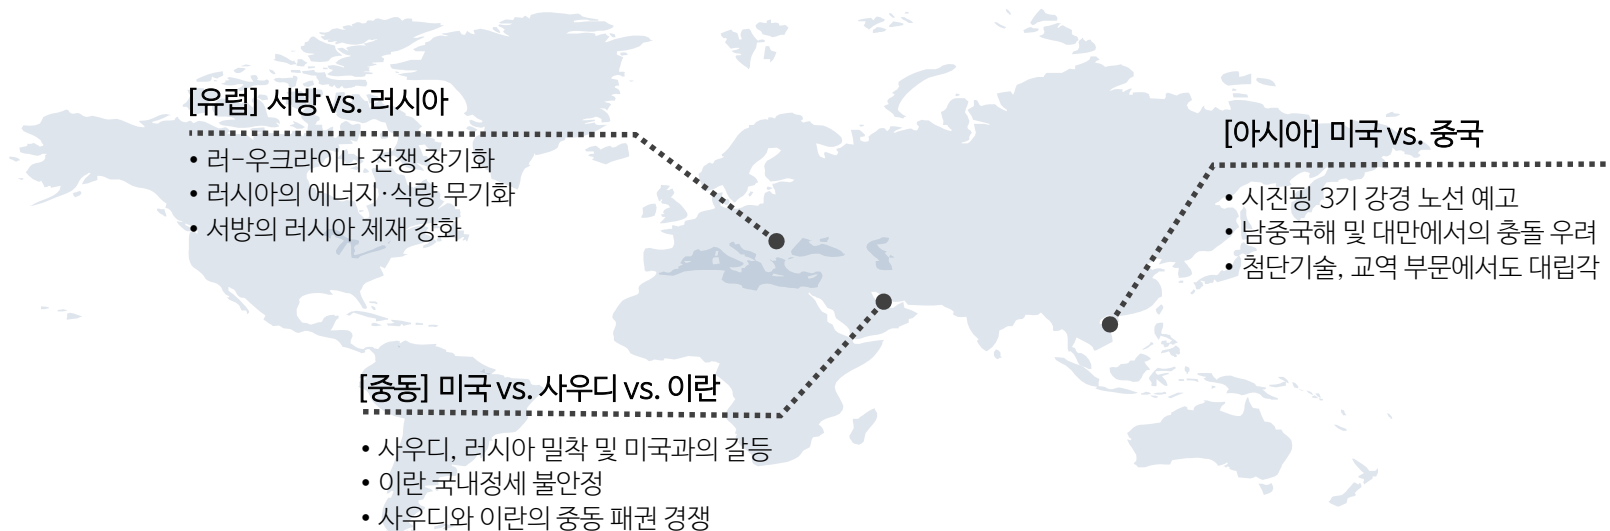 [유럽] 서방 vs. 러시아
• 러-우크라이나 전쟁 장기화
• 러시아의 에너지·식량 무기화
• 서방의 러시아 제재 강화
[아시아] 미국 vs. 중국
• 시진핑 3기 강경 노선 예고
• 남중국해 및 대만에서의 충돌 우려
• 첨단기술, 교역 부문에서도 대립각
[중동] 미국 vs. 사우디 vs. 이란
• 사우디, 러시아 밀착 및 미국과의 갈등
• 이란 국내정세 불안정
• 사우디와 이란의 중동 패권 경쟁